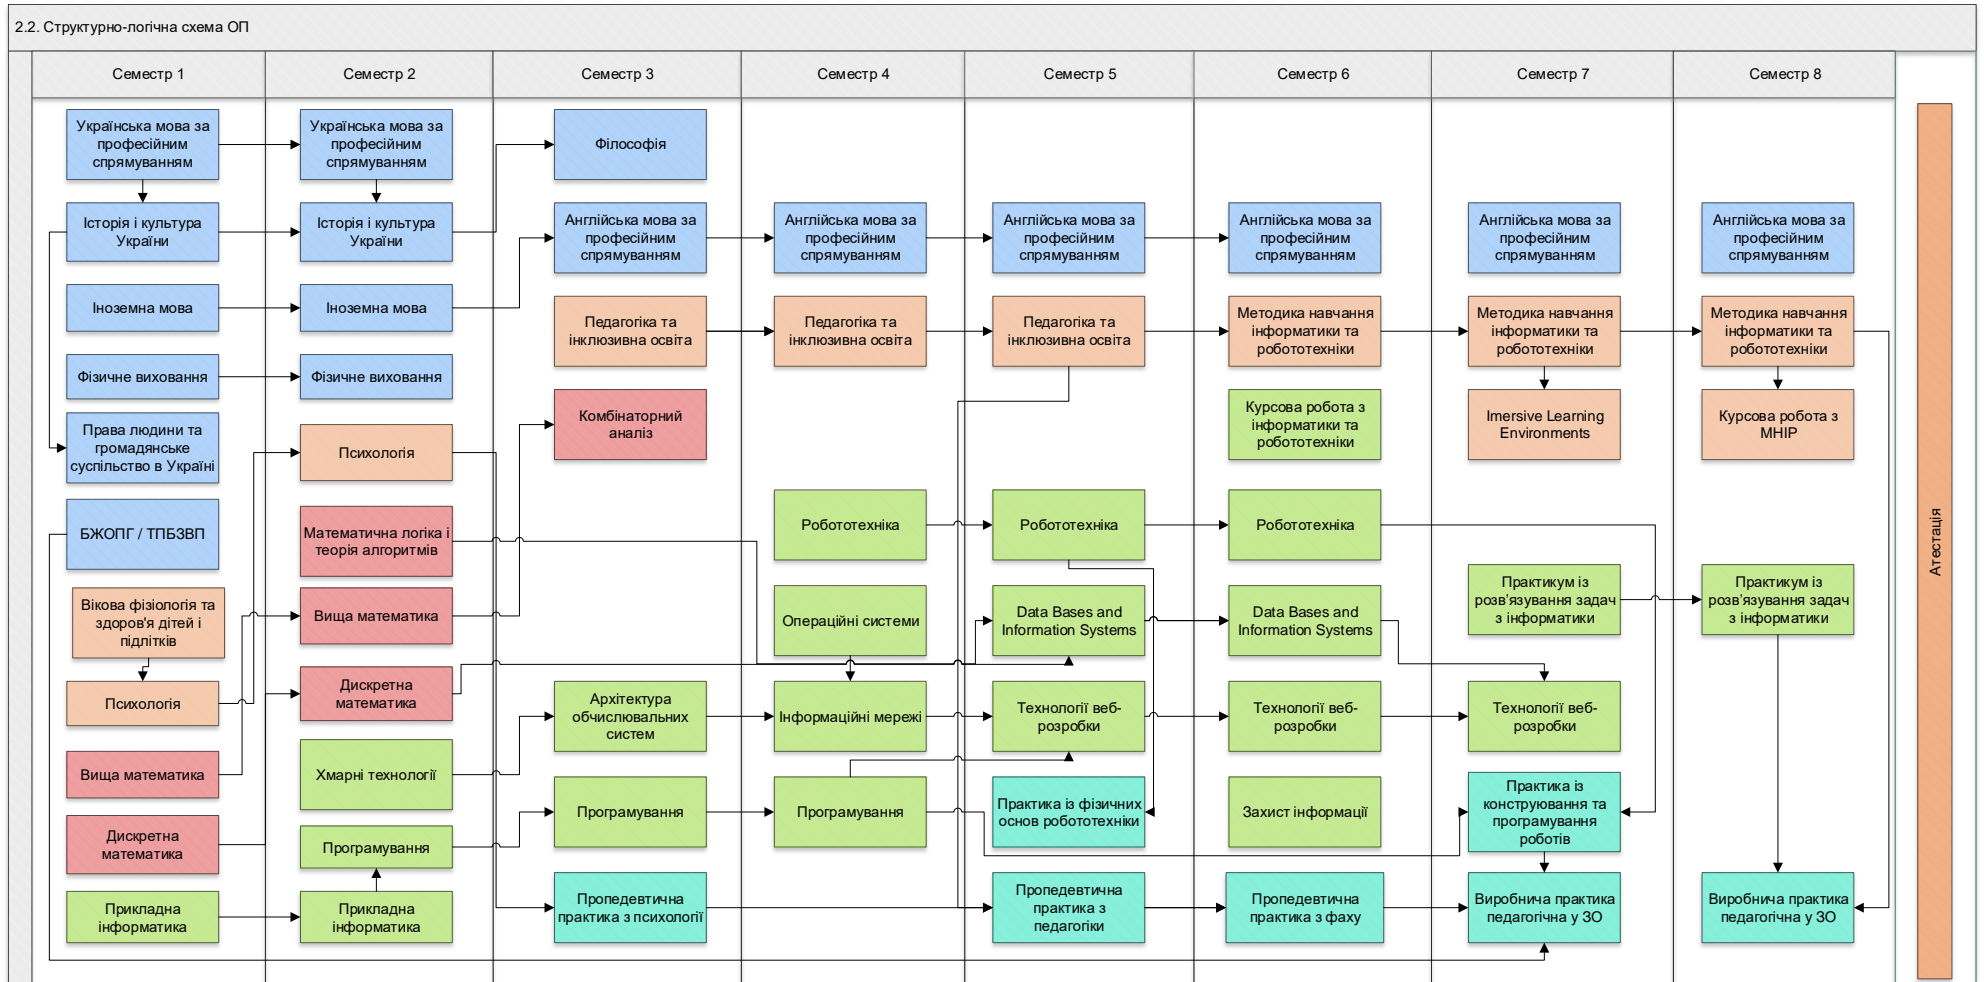 2.2. Структурно-логічна схема ОП
Семестр 1
Семестр 2
Семестр 3
Семестр 4
Семестр 5
Семестр 6
Семестр 7
Семестр 8
Українська мова за
професійним
спрямуванням
Історія і культура
України
Іноземна мова
Фізичне виховання
Права людини та
громадянське
суспільство в Україні
БЖОПГ / ТПБЗВП
Вікова фізіологія та
здоров'я дітей і
підлітків
Психологія
Вища математика
Дискретна
математика
Прикладна
інформатика
Українська мова за
професійним
спрямуванням
Історія і культура
України
Іноземна мова
Фізичне виховання
Психологія
Математична логіка і
теорія алгоритмів
Вища математика
Дискретна
математика
Хмарні технології
Програмування
Прикладна
інформатика
Філософія
Англійська мова за
професійним
спрямуванням
Педагогіка та
інклюзивна освіта
Комбінаторний
аналіз
Архітектура
обчислювальних
систем
Програмування
Пропедевтична
практика з психології
Англійська мова за
професійним
спрямуванням
Педагогіка та
інклюзивна освіта
Робототехніка
Операційні системи
Інформаційні мережі
Програмування
Англійська мова за
професійним
спрямуванням
Педагогіка та
інклюзивна освіта
Робототехніка
Data Bases and
Information Systems
Технології веб-
розробки
Практика із фізичних
основ робототехніки
Пропедевтична
практика з
педагогіки
Англійська мова за
професійним
спрямуванням
Методика навчання
інформатики та
робототехніки
Курсова робота з
інформатики та
робототехніки
Робототехніка
Data Bases and
Information Systems
Технології веб-
розробки
Захист інформації
Пропедевтична
практика з фаху
Англійська мова за
професійним
спрямуванням
Методика навчання
інформатики та
робототехніки
Imersive Learning
Environments
Практикум із
розв'язування задач
з інформатики
Технології веб-
розробки
Практика із
конструювання та
програмування
роботів
Виробнича практика
педагогічна у ЗО
Англійська мова за
професійним
спрямуванням
Методика навчання
інформатики та
робототехніки
Курсова робота з
МНІР
Практикум із
розв'язування задач
з інформатики
Виробнича практика
педагогічна у ЗО
Атестація